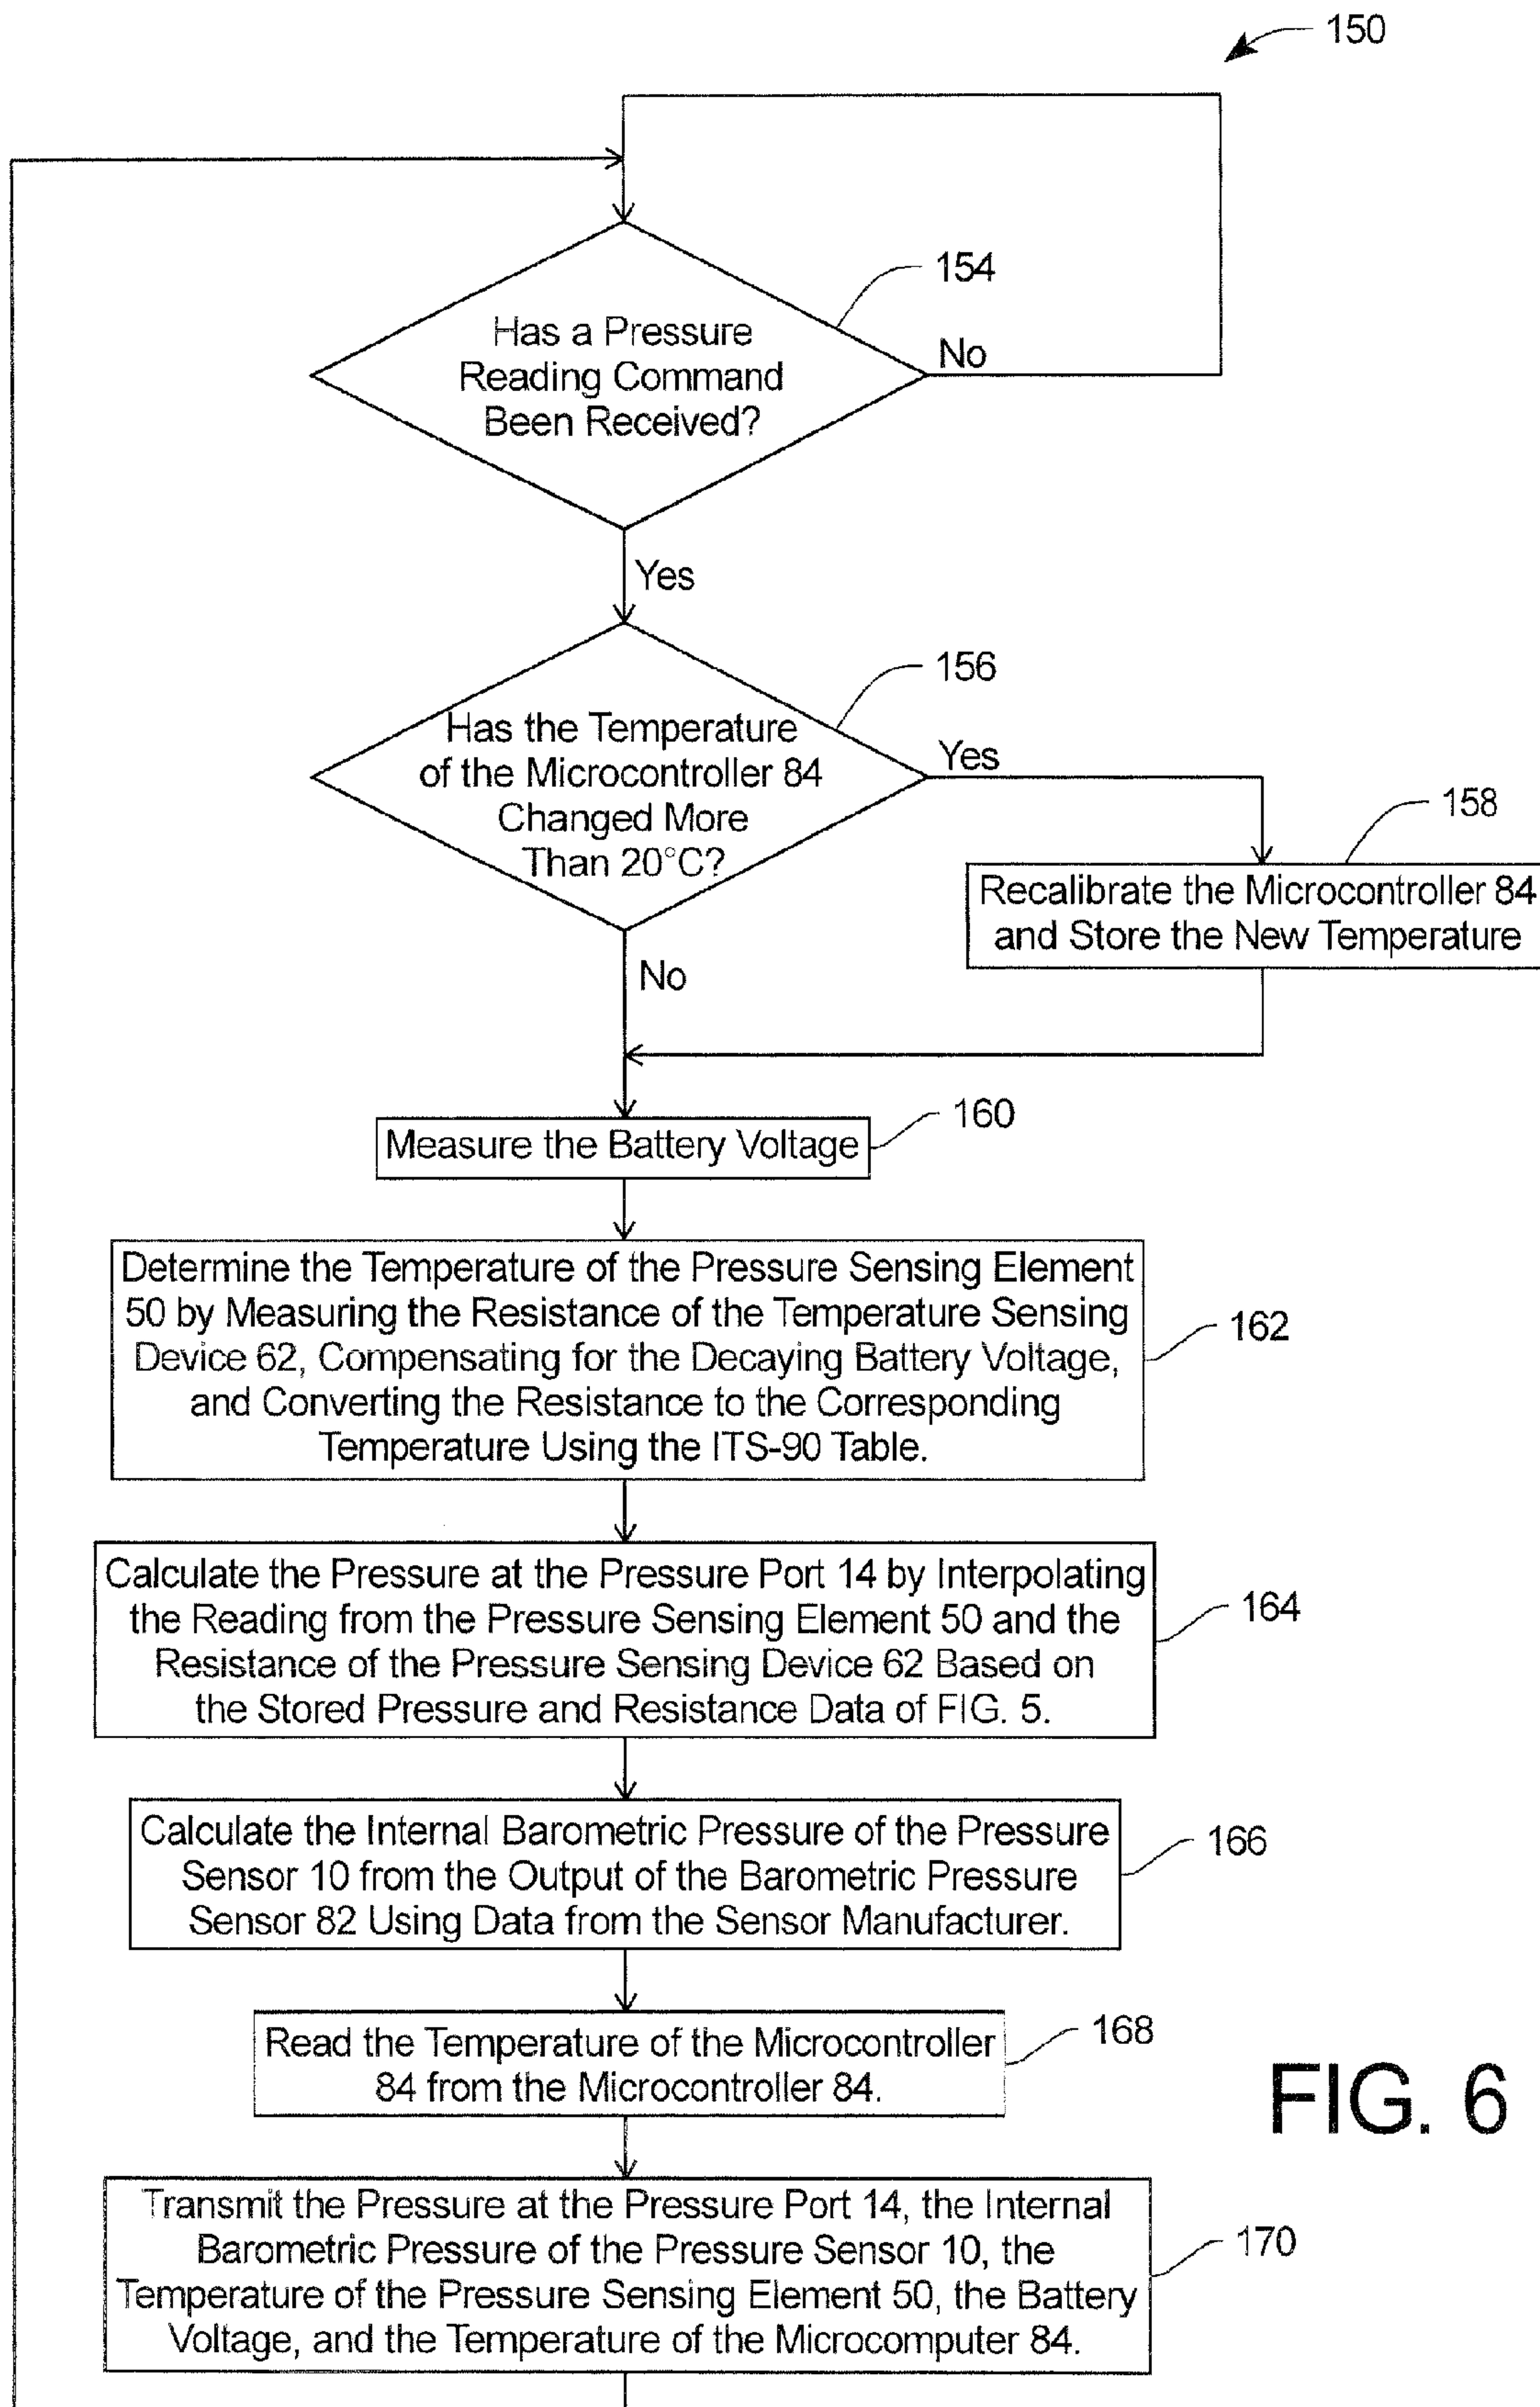 150
154
Has a Pressure
Reading Command
Been Received?
No
Yes
156
Has the Temperature
of the Microcontroller 84
Changed More
Than 20°C?
Yes
158
Recalibrate the Microcontroller 84
and Store the New Temperature
No
160
Measure the Battery Voltage
Determine the Temperature of the Pressure Sensing Element
50 by Measuring the Resistance of the Temperature Sensing
Device 62, Compensating for the Decaying Battery Voltage,
and Converting the Resistance to the Corresponding
Temperature Using the ITS-90 Table.
162
Calculate the Pressure at the Pressure Port 14 by Interpolating
the Reading from the Pressure Sensing Element 50 and the
Resistance of the Pressure Sensing Device 62 Based on
the Stored Pressure and Resistance Data of FIG. 5.
164
Calculate the Internal Barometric Pressure of the Pressure
Sensor 10 from the Output of the Barometric Pressure
Sensor 82 Using Data from the Sensor Manufacturer.
166
Read the Temperature of the Microcontroller
84 from the Microcontroller 84.
168
FIG. 6
Transmit the Pressure at the Pressure Port 14, the Internal
Barometric Pressure of the Pressure Sensor 10, the
Temperature of the Pressure Sensing Element 50, the Battery
Voltage, and the Temperature of the Microcomputer 84.
170